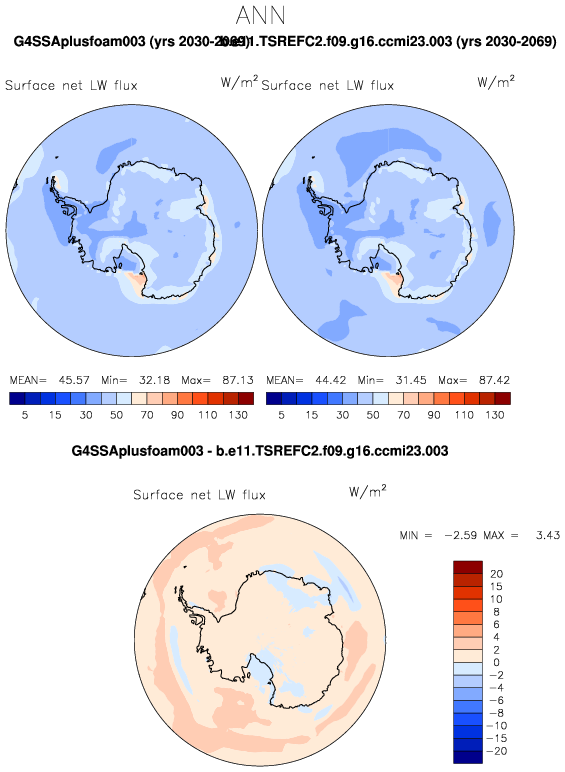 ANN
G4SSAplusfoam003 (yrs 2030-2069) b.e11.TSREFC2.f09.g16.ccmi23.003 (yrs 2030-2069)
Surface net LW flux W/m² Surface net LW flux W/m²
MEAN= 45.57 Min= 32.18 Max= 87.13 MEAN= 44.42 Min= 31.45 Max= 87.42
5 15 30 50 70 90 110 130 5 15 30 50 70 90 110 130
G4SSAplusfoam003 - b.e11.TSREFC2.f09.g16.ccmi23.003
Surface net LW flux W/m²
MIN = -2.59 MAX = 3.43
20
15
10
8
6
4
2
0
-2
-4
-6
-8
-10
-15
-20